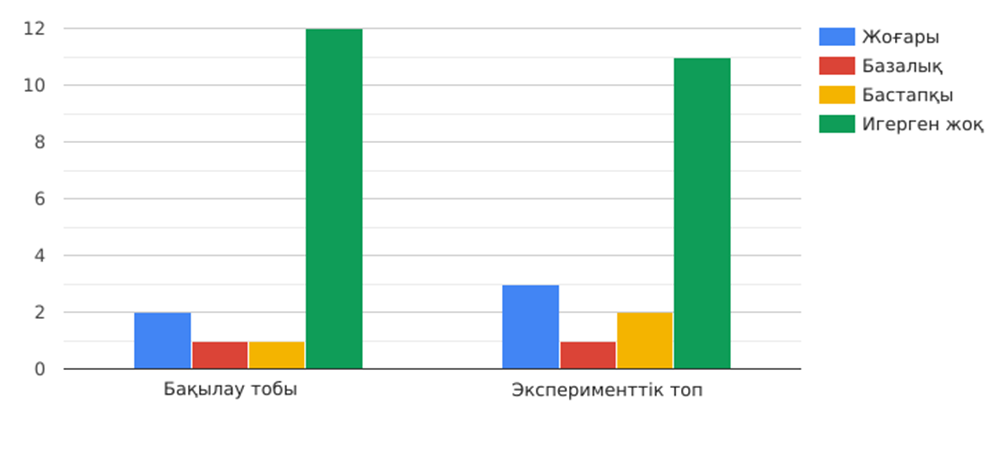 12
10
8
6
4
2
0
Бақылау тобы
Эксперименттік топ
Жоғары
Базалық
Бастапқы
Игерген жоқ